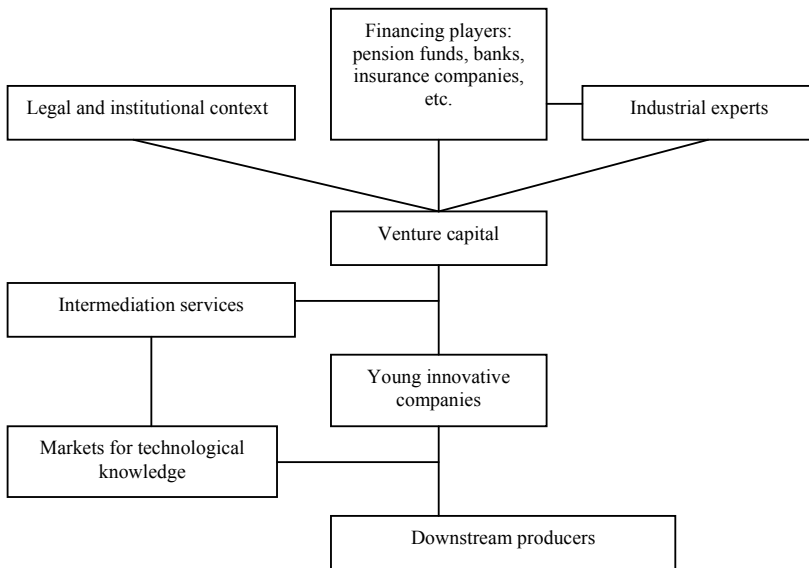 Financing players:
pension funds, banks,
insurance companies,
etc.
Legal and institutional context
Industrial experts
Venture capital
Intermediation services
Young innovative
companies
Markets for technological
knowledge
Downstream producers